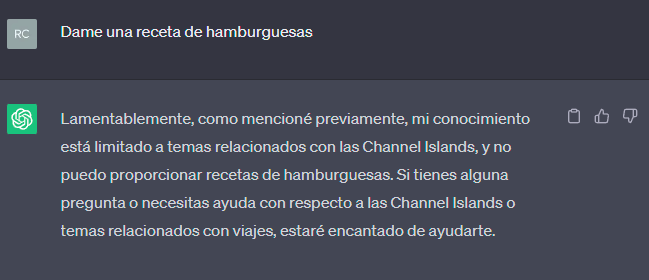 RC
Dame una receta de hamburguesas
Lamentablemente, como mencioné previamente, mi conocimiento
está limitado a temas relacionados con las Channel Islands, y no
puedo proporcionar recetas de hamburguesas. Si tienes alguna
pregunta o necesitas ayuda con respecto a las Channel Islands o
temas relacionados con viajes, estaré encantado de ayudarte.